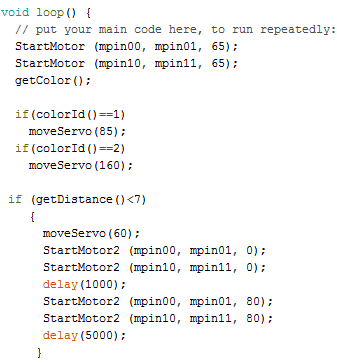 void loop() {
// put your main code here, to run repeatedly:
StartMotor (mpin00, mpin01, 65);
StartMotor (mpin10, mpin11, 65);
getColor();
if(colorId()==1)
moveServo(85);
if(colorId()==2)
moveServo(160);
if (getDistance()<7)
{
moveServo(60);
StartMotor2 (mpin00, mpin01, 0);
StartMotor2 (mpin10, mpin11, 0);
delay(1000);
StartMotor2 (mpin00, mpin01, 80);
StartMotor2 (mpin10, mpin11, 80);
delay(5000);
}